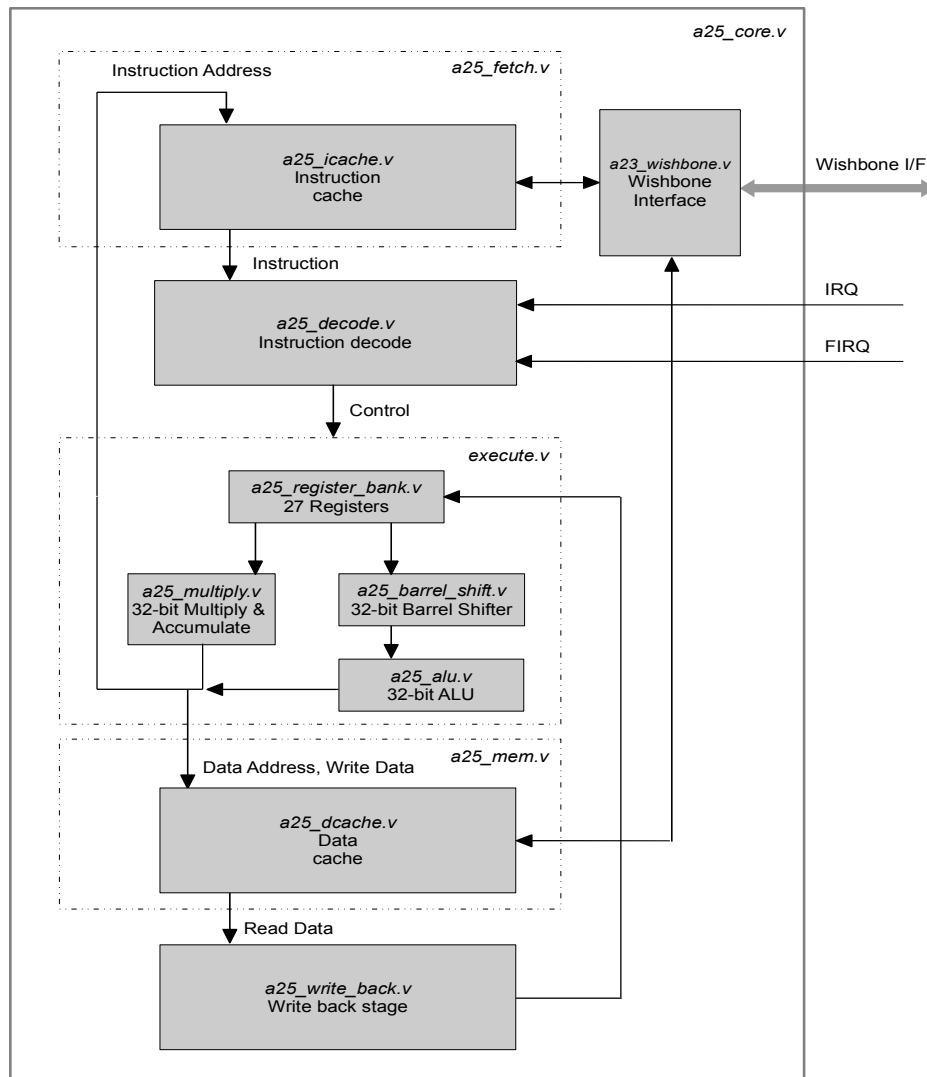 a25_core.v
a25_fetch.v
Instruction Address
a25_icache.v
Instruction
cache
a23_wishbone.v
Wishbone
Interface
Wishbone I/F
Instruction
IRQ
a25_decode.v
Instruction decode
FIRQ
Control
execute.v
a25_register_bank.v
27 Registers
a25_multiply.v
32-bit Multiply &
Accumulate
a25_barrel_shift.v
32-bit Barrel Shifter
a25_alu.v
32-bit ALU
a25_mem.v
Data Address, Write Data
a25_dcache.v
Data
cache
Read Data
a25_write_back.v
Write back stage